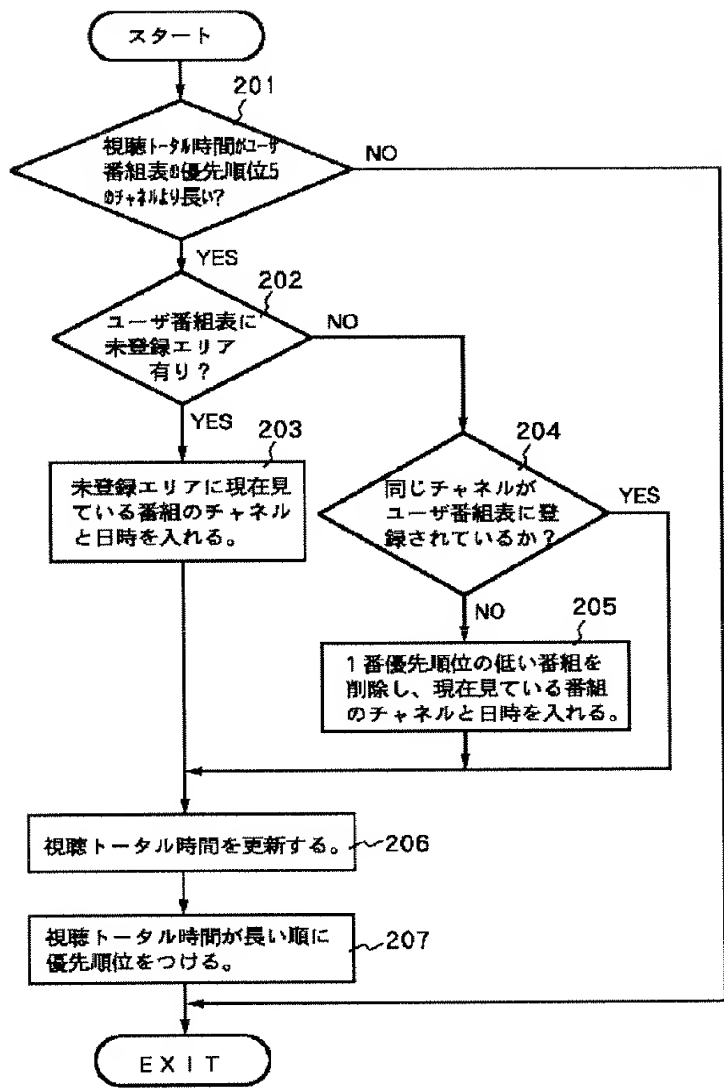 スタート
201
視聴トータル時間がユーザ
番組表の優先順位5
のチャネルより長い?
NO
YES
202
ユーザ番組表に
未登録エリア
有り?
NO
YES
203
未登録エリアに現在見
ている番組のチャネル
と日時を入れる。
204
同じチャネルが
ユーザ番組表に登
録されているか?
YES
NO
205
1番優先順位の低い番組を
削除し、現在見ている番組
のチャネルと日時を入れる。
視聴トータル時間を更新する。
206
視聴トータル時間が長い順に
優先順位をつける。
207
EXIT